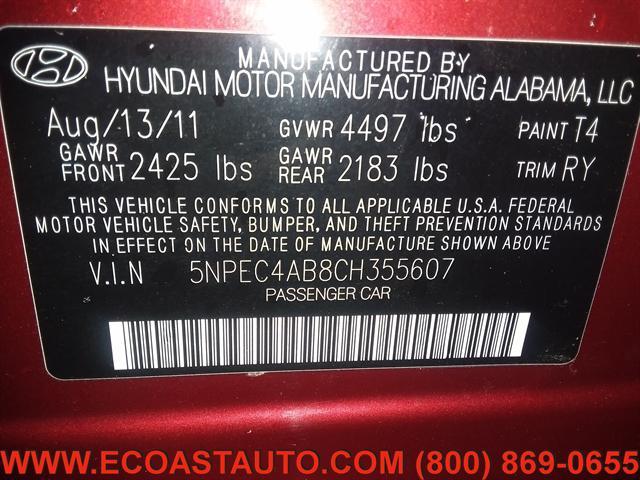 MANUFACTURED BY
HYUNDAI MOTOR MANUFACTURING ALABAMA, LLC
Aug/13/11 GVWR 4497 lbs PAINT T4
GAWR FRONT 2425 lbs GAWR REAR 2183 lbs TRIM RY
THIS VEHICLE CONFORMS TO ALL APPLICABLE U.S.A. FEDERAL
MOTOR VEHICLE SAFETY, BUMPER, AND THEFT PREVENTION STANDARDS
IN EFFECT ON THE DATE OF MANUFACTURE SHOWN ABOVE
V.I.N 5NPEC4AB8CH355607
PASSENGER CAR
WWW.ECOASTAUTO.COM (800) 869-0655